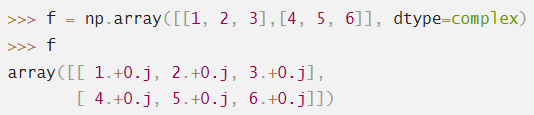 >>> f = np.array([[1, 2, 3],[4, 5, 6]], dtype=complex)
>>> f
array([[ 1.+0.j, 2.+0.j, 3.+0.j],
       [ 4.+0.j, 5.+0.j, 6.+0.j]])